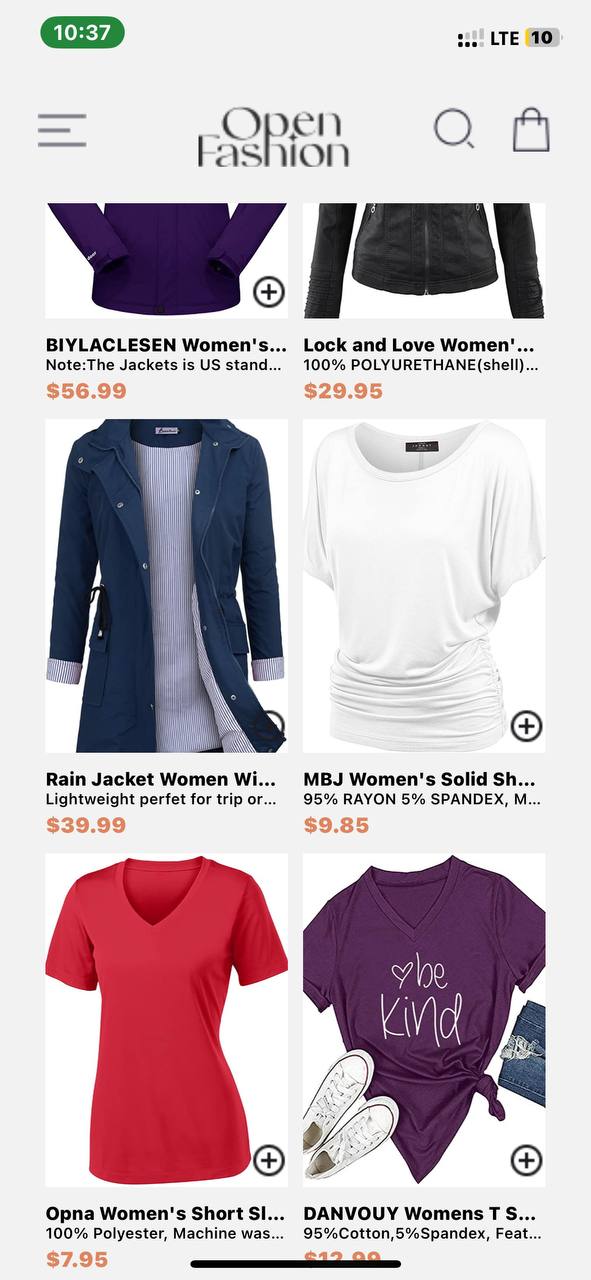 10:37
LTE 10
Open
Fashion
BIYLACLESEN Women's...
Note:The Jackets is US stand...
$56.99
Lock and Love Women'...
100% POLYURETHANE(shell)...
$29.95
Rain Jacket Women Wi...
Lightweight perfet for trip or...
$39.99
MBJ Women's Solid Sh...
95% RAYON 5% SPANDEX, M...
$9.85
be
kind
Opna Women's Short Sl...
100% Polyester, Machine was...
$7.95
DANVOUY Womens T S...
95%Cotton,5%Spandex, Feat...
$12.99